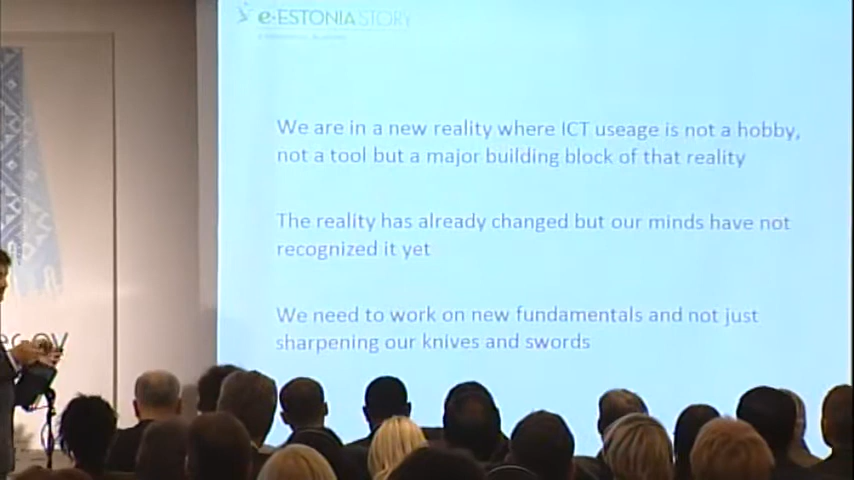 e-ESTONIA STORY
We are in a new reality where ICT useage is not a hobby,
not a tool but a major building block of that reality
The reality has already changed but our minds have not
recognized it yet
We need to work on new fundamentals and not just
sharpening our knives and swords